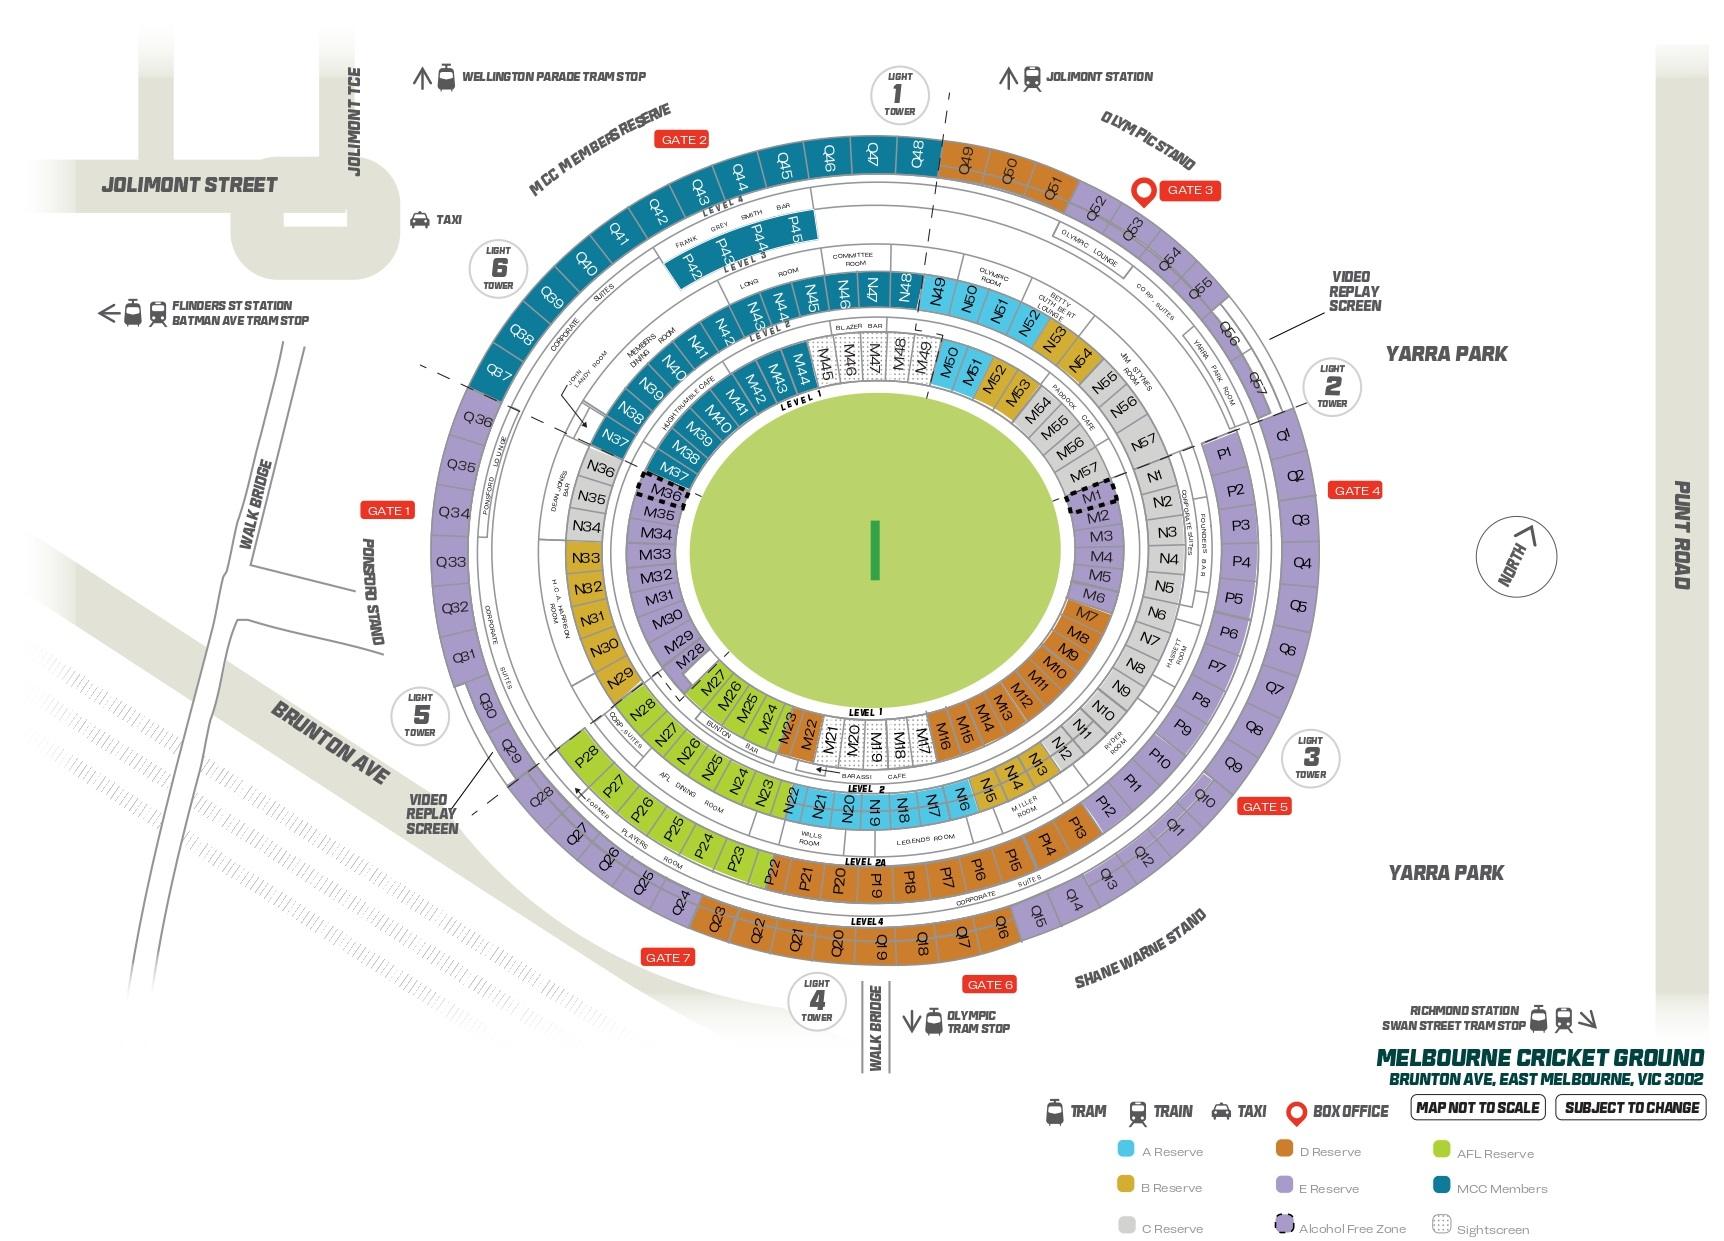 JOLIMONT TCE
WELLINGTON PARADE TRAM STOP
LIGHT
1
TOWER
JOLIMONT STATION
MCC MEMBERS RESERVE
GATE 2
OLYMPIC STAND
JOLIMONT STREET
GATE 3
TAXI
LIGHT
6
TOWER
FLINDERS ST STATION
BATMAN AVE TRAM STOP
VIDEO
REPLAY
SCREEN
YARRA PARK
LIGHT
2
TOWER
GATE 4
GATE 1
WALK BRIDGE
PONSFORD STAND
PUNT ROAD
NORTH
LIGHT
5
TOWER
BRUNTON AVE
VIDEO
REPLAY
SCREEN
LIGHT
3
TOWER
GATE 5
YARRA PARK
SHANE WARNE STAND
GATE 7
GATE 6
LIGHT
4
TOWER
WALK BRIDGE
OLYMPIC
TRAM STOP
Q1 Q2 Q3 Q4 Q5 Q6 Q7 Q8 Q9 Q10 Q11 Q12 Q13 Q14 Q15 Q16 Q17 Q18 Q19 Q20 Q21 Q22 Q23 Q24 Q25 Q26 Q27 Q28 Q29 Q30 Q31 Q32 Q33 Q34 Q35 Q36 Q37 Q38 Q39 Q40 Q41 Q42 Q43 Q44 Q45 Q46 Q47 Q48 Q49 Q50 Q51 Q52 Q53 Q54 Q55 Q56 Q57
LEVEL 4
LEVEL 4
CORPORATE SUITES
FRANK GREY SMITH BAR
P42 P43 P44 P45
LEVEL 3
P1 P2 P3 P4 P5 P6 P7 P8 P9 P10 P11 P12 P13 P14 P15 P16 P17 P18 P19 P20 P21 P22 P23 P24 P25 P26 P27 P28
LEVEL 2A
LONG ROOM
COMMITTEE
ROOM
OLYMPIC
ROOM
BETTY
CUTHBERT
LOUNGE
OLYMPIC LOUNGE
CORP. SUITES
YARRA PARK ROOM
JIM STYNES
ROOM
MEMBERS
DINING ROOM
JOHN
LANDY ROOM
PONSFORD LOUNGE
DEAN JONES
BAR
H.C.A. HARRISON
ROOM
CORPORATE SUITES
CORP. SUITES
AFL DINING ROOM
FORMER PLAYERS ROOM
WILLS
ROOM
LEGENDS ROOM
MILLER
ROOM
RYDER
ROOM
HASSETT
ROOM
CORPORATE SUITES
FOUNDERS BAR
CORPORATE SUITES
N1 N2 N3 N4 N5 N6 N7 N8 N9 N10 N11 N12 N13 N14 N15 N16 N17 N18 N19 N20 N21 N22 N23 N24 N25 N26 N27 N28 N29 N30 N31 N32 N33 N34 N35 N36 N37 N38 N39 N40 N41 N42 N43 N44 N45 N46 N47 N48 N49 N50 N51 N52 N53 N54 N55 N56 N57
LEVEL 2
LEVEL 2
BLAZER BAR
HUGH TRUMBLE CAFE
PADDOCK CAFE
BUNTON BAR
BARASSI CAFE
M1 M2 M3 M4 M5 M6 M7 M8 M9 M10 M11 M12 M13 M14 M15 M16 M17 M18 M19 M20 M21 M22 M23 M24 M25 M26 M27 M28 M29 M30 M31 M32 M33 M34 M35 M36 M37 M38 M39 M40 M41 M42 M43 M44 M45 M46 M47 M48 M49 M50 M51 M52 M53 M54 M55 M56 M57
LEVEL 1
LEVEL 1
RICHMOND STATION
SWAN STREET TRAM STOP
MELBOURNE CRICKET GROUND
BRUNTON AVE, EAST MELBOURNE, VIC 3002
TRAM TRAIN TAXI BOX OFFICE MAP NOT TO SCALE SUBJECT TO CHANGE
A Reserve D Reserve AFL Reserve
B Reserve E Reserve MCC Members
C Reserve Alcohol Free Zone Sightscreen